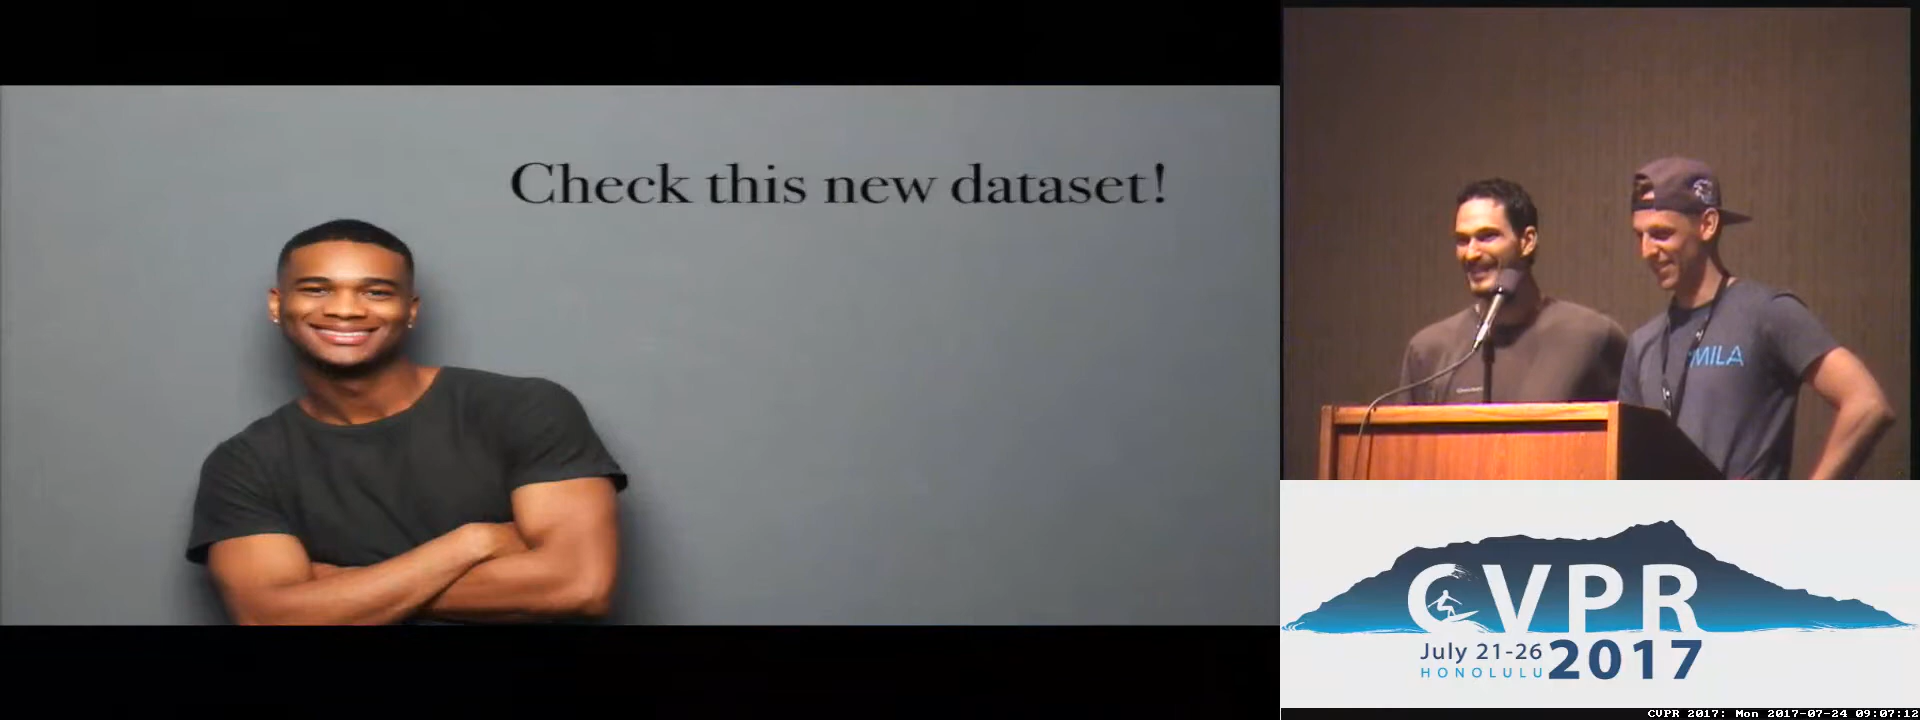 Check this new dataset!
MILA
CVPR
July 21-26
HONOLULU
2017
CVPR 2017: Mon 2017-07-24 09:07:12